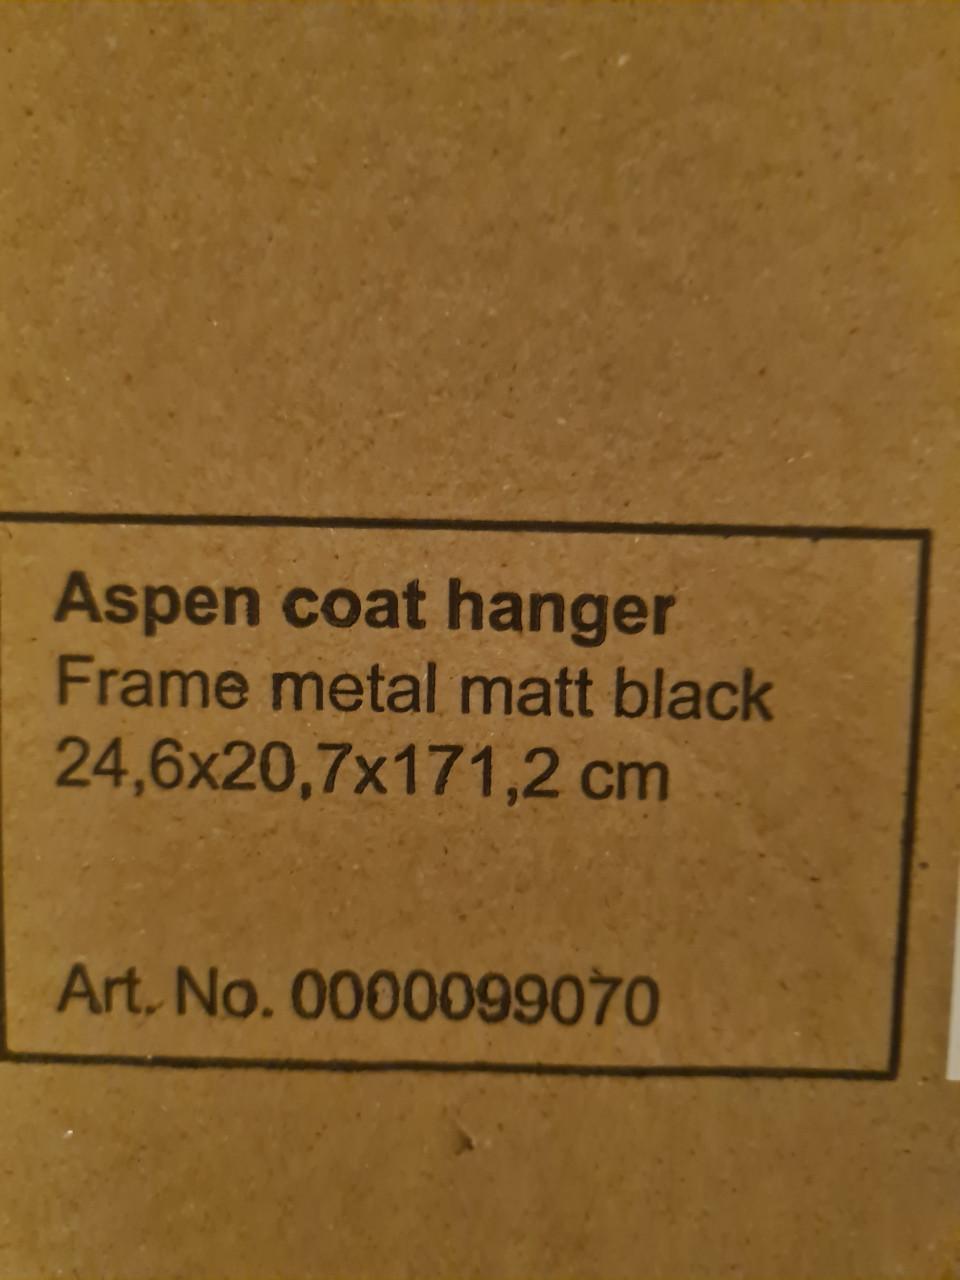 Aspen coat hanger
Frame metal matt black
24,6x20,7x171,2 cm
Art. No. 0000099070